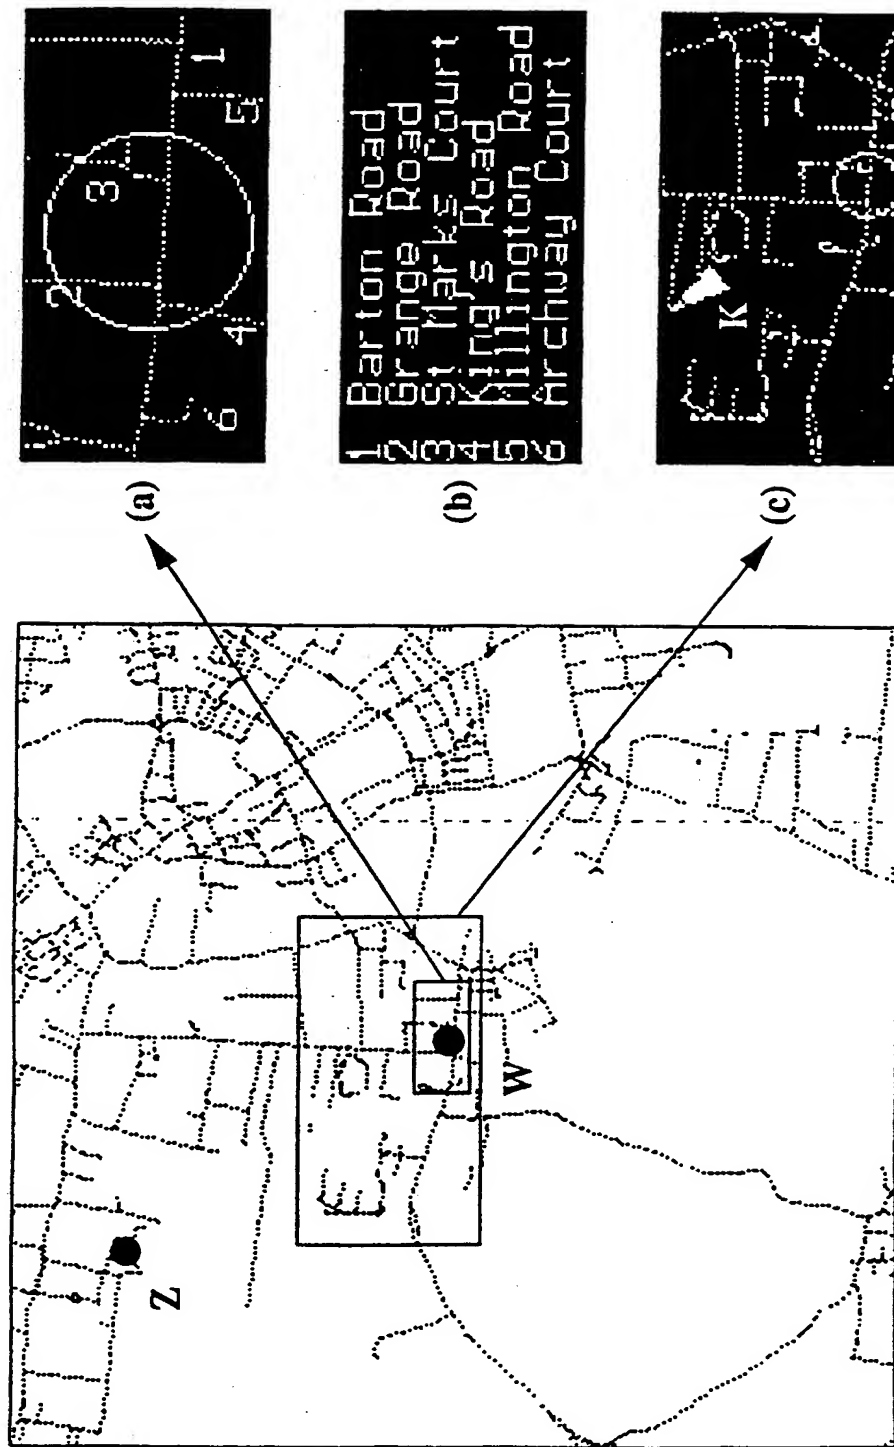 Z
W
(a)
1
2
3
4
5
6
(b)
1 Barton Road
2 Grange Road
3 St Marks Court
4 King's Road
5 Millington Road
6 Archway Court
(c)
K